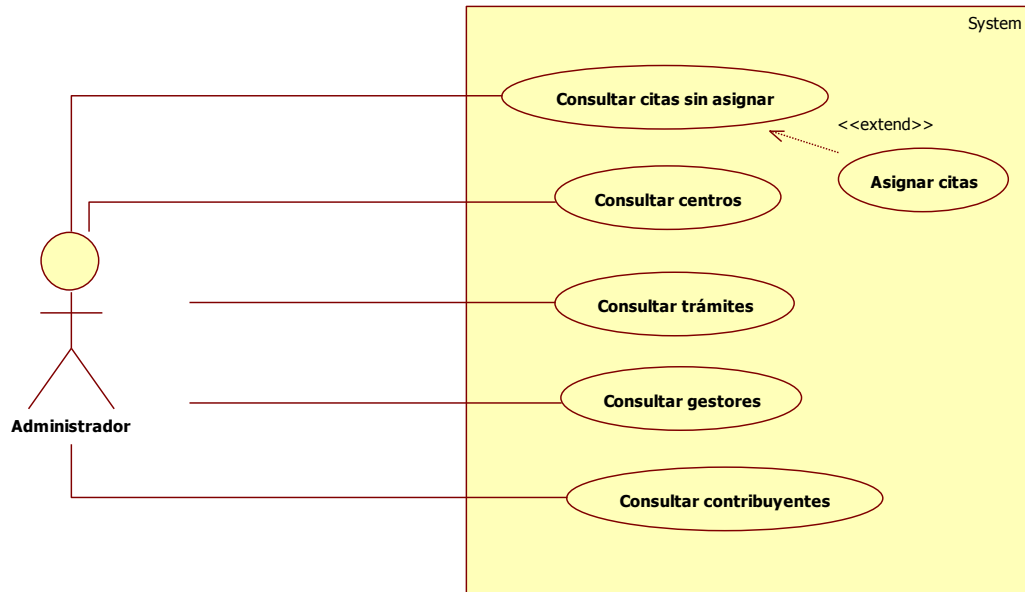 System
Consultar citas sin asignar
<<extend>>
Asignar citas
Consultar centros
Consultar trámites
Consultar gestores
Administrador
Consultar contribuyentes